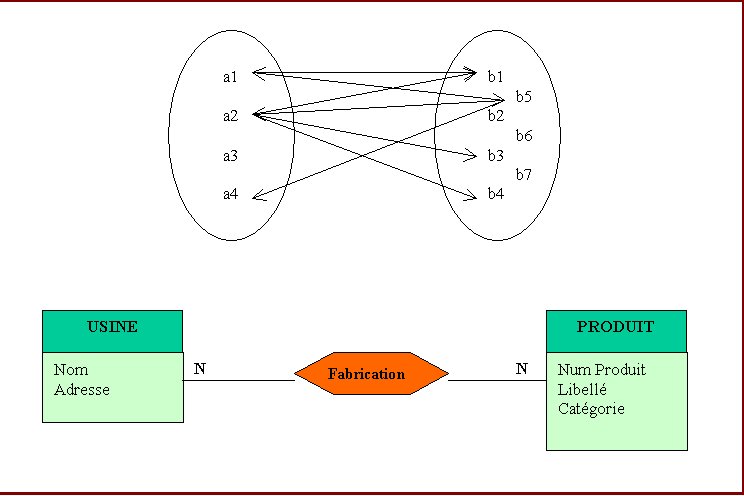 a1
a2
a3
a4
b1
b5
b2
b6
b3
b7
b4
USINE
Nom
Adresse
N
Fabrication
N
PRODUIT
Num Produit
Libellé
Catégorie